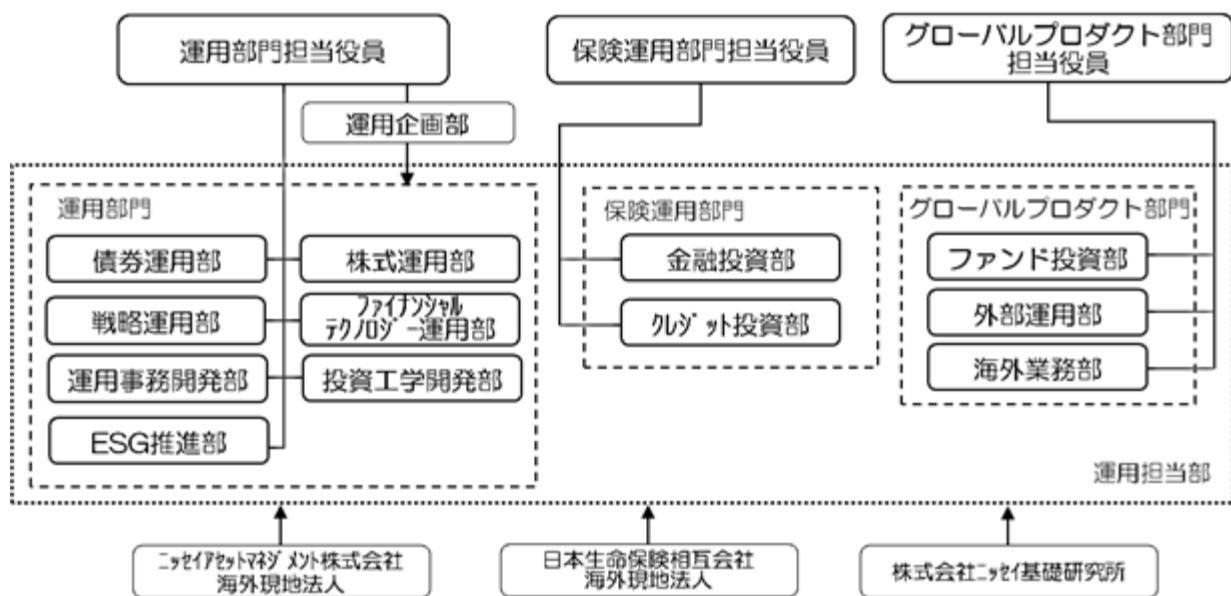 運用部門担当役員
保険運用部門担当役員
グローバルプロダクト部門
担当役員
運用企画部
運用部門
債券運用部
株式運用部
戦略運用部
ファイナンシャル
テクノロジー運用部
運用事務開発部
投資工学開発部
ESG推進部
保険運用部門
金融投資部
クレジット投資部
グローバルプロダクト部門
ファンド投資部
外部運用部
海外業務部
運用担当部
ニッセイアセットマネジメント株式会社
海外現地法人
日本生命保険相互会社
海外現地法人
株式会社ニッセイ基礎研究所